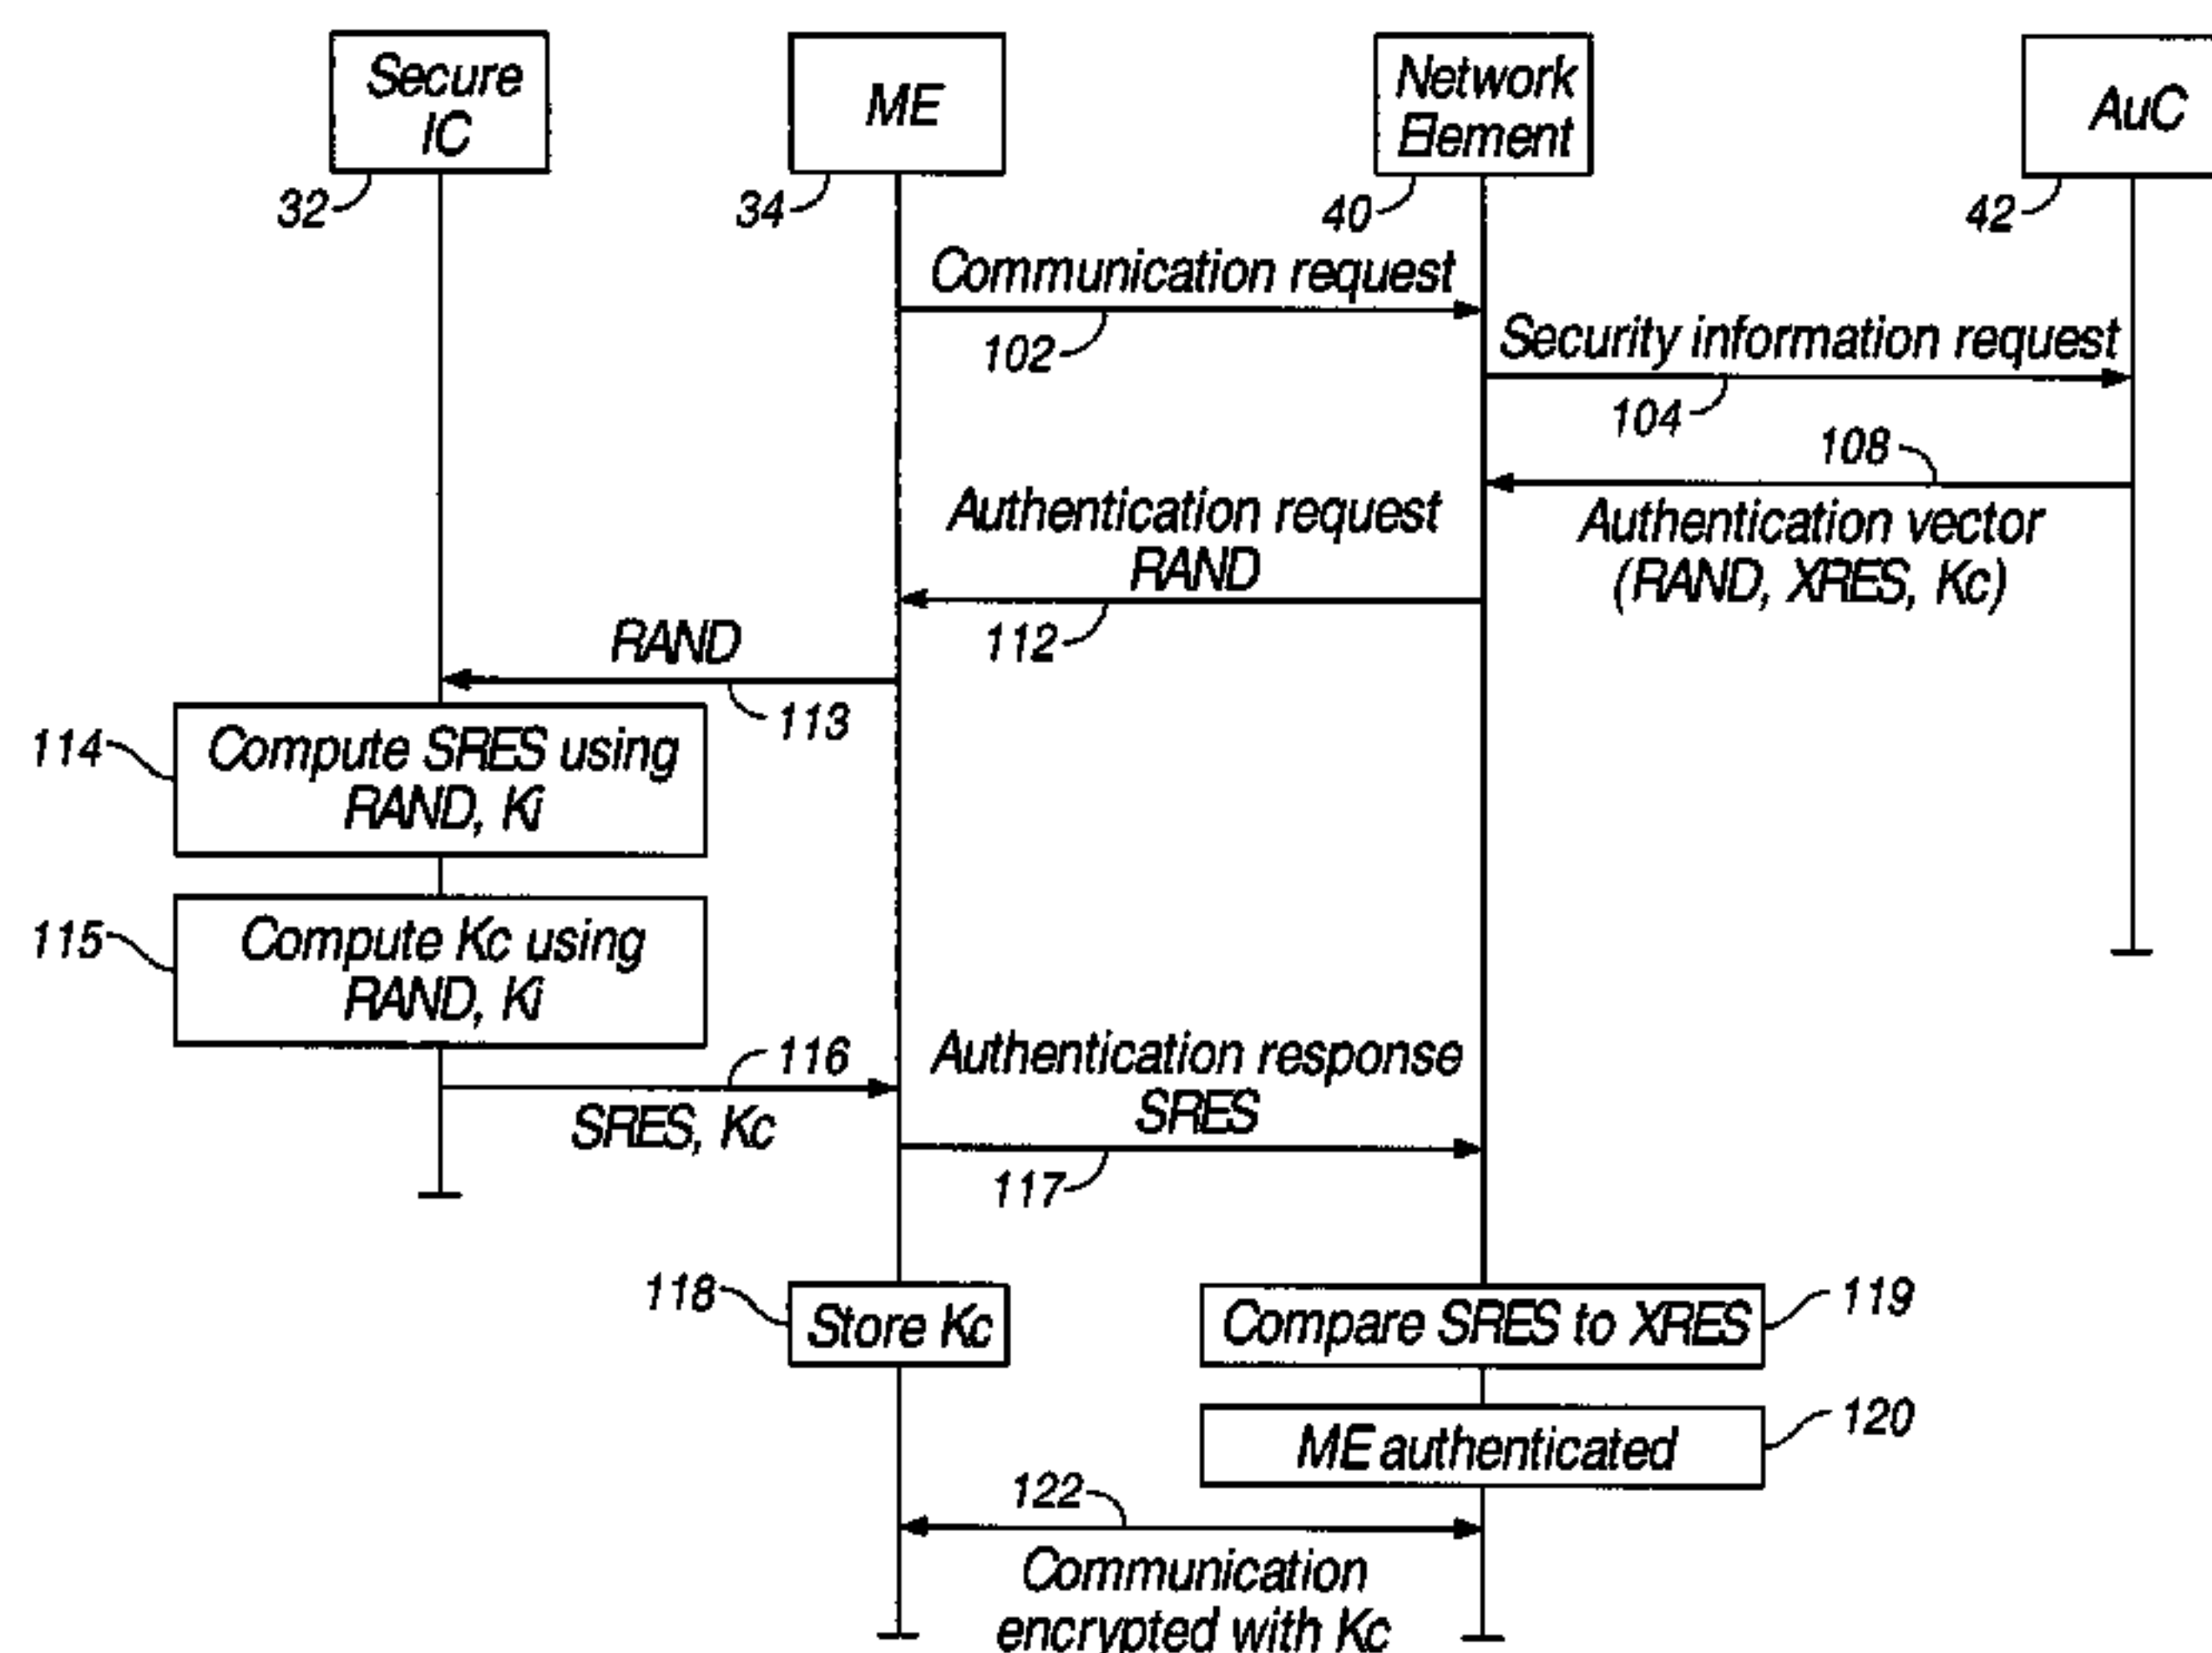 Secure
IC
ME
Network
Element
AuC
32
34
40
42
Communication request
102
Security information request
104
108
Authentication vector
(RAND, XRES, Kc)
Authentication request
RAND
112
RAND
113
114
Compute SRES using
RAND, Ki
115
Compute Kc using
RAND, Ki
116
SRES, Kc
Authentication response
SRES
117
118
Store Kc
Compare SRES to XRES
119
ME authenticated
120
122
Communication
encrypted with Kc